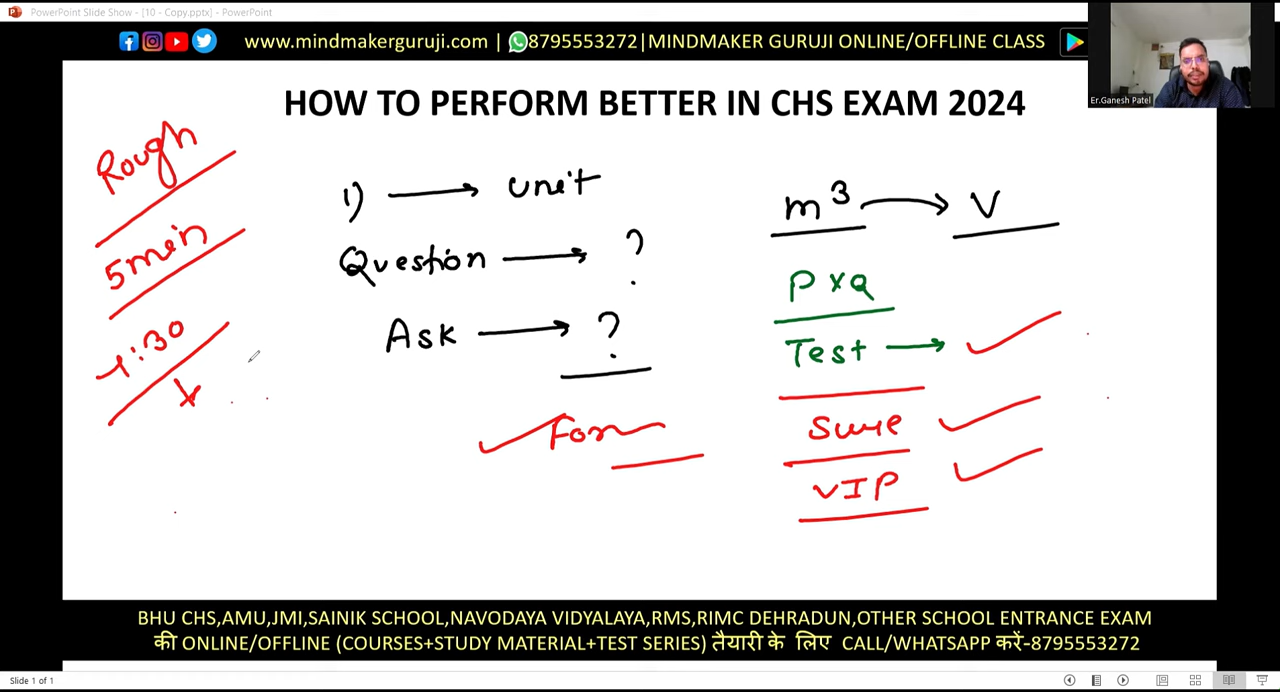 PowerPoint Slide Show - [10 - Copy.pptx] - PowerPoint
www.mindmakerguruji.com | 8795553272|MINDMAKER GURUJI ONLINE/OFFLINE CLASS
Er.Ganesh Patel
HOW TO PERFORM BETTER IN CHS EXAM 2024
Rough
5min
1:30
1) → unit
Question → ?
Ask → ?
Form
m³ → V
P x Q
Test →
Sure
VIP
BHU CHS,AMU,JMI,SAINIK SCHOOL,NAVODAYA VIDYALAYA,RMS,RIMC DEHRADUN,OTHER SCHOOL ENTRANCE EXAM
की ONLINE/OFFLINE (COURSES+STUDY MATERIAL+TEST SERIES) तैयारी के लिए CALL/WHATSAPP करें-8795553272
Slide 1 of 1